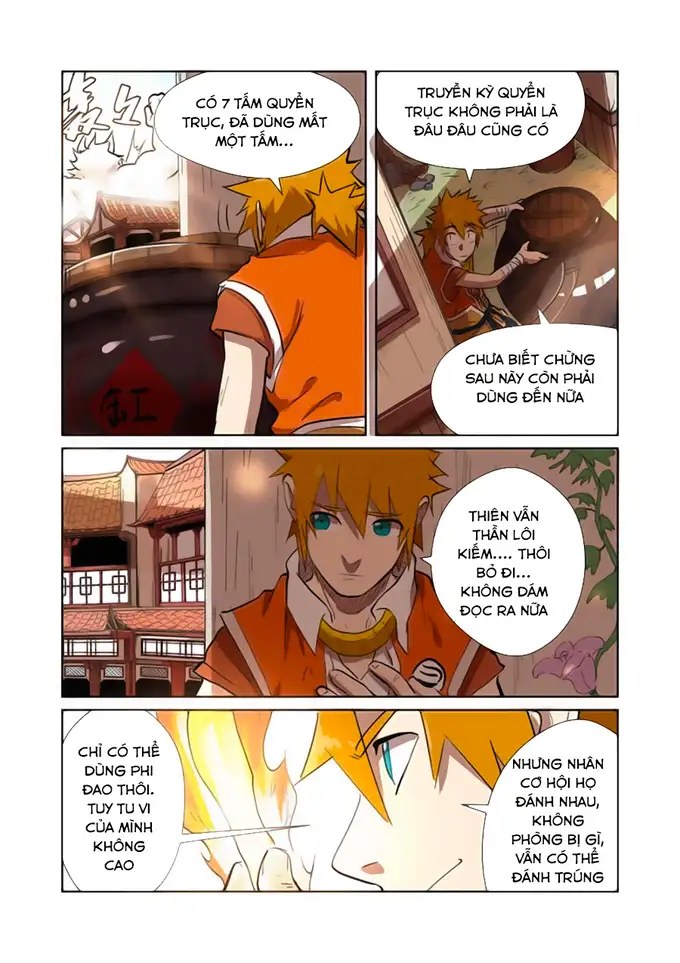 CÓ 7 TẤM QUYỂN
TRỤC, ĐÃ DÙNG MẤT
MỘT TẤM...
TRUYỀN KỲ QUYỂN
TRỤC KHÔNG PHẢI LÀ
ĐÂU ĐÂU CŨNG CÓ
CHƯA BIẾT CHỪNG
SAU NÀY CÒN PHẢI
DÙNG ĐẾN NỮA
THIÊN VẪN
THẦN LÔI
KIẾM.... THÔI
BỎ ĐI...
KHÔNG DÁM
ĐỌC RA NỮA
CHỈ CÓ THỂ
DÙNG PHI
ĐAO THÔI.
TUY TU VI
CỦA MÌNH
KHÔNG
CAO
NHƯNG NHÂN
CƠ HỘI HỌ
ĐÁNH NHAU,
KHÔNG
PHÒNG BỊ GÌ,
VẪN CÓ THỂ
ĐÁNH TRÚNG